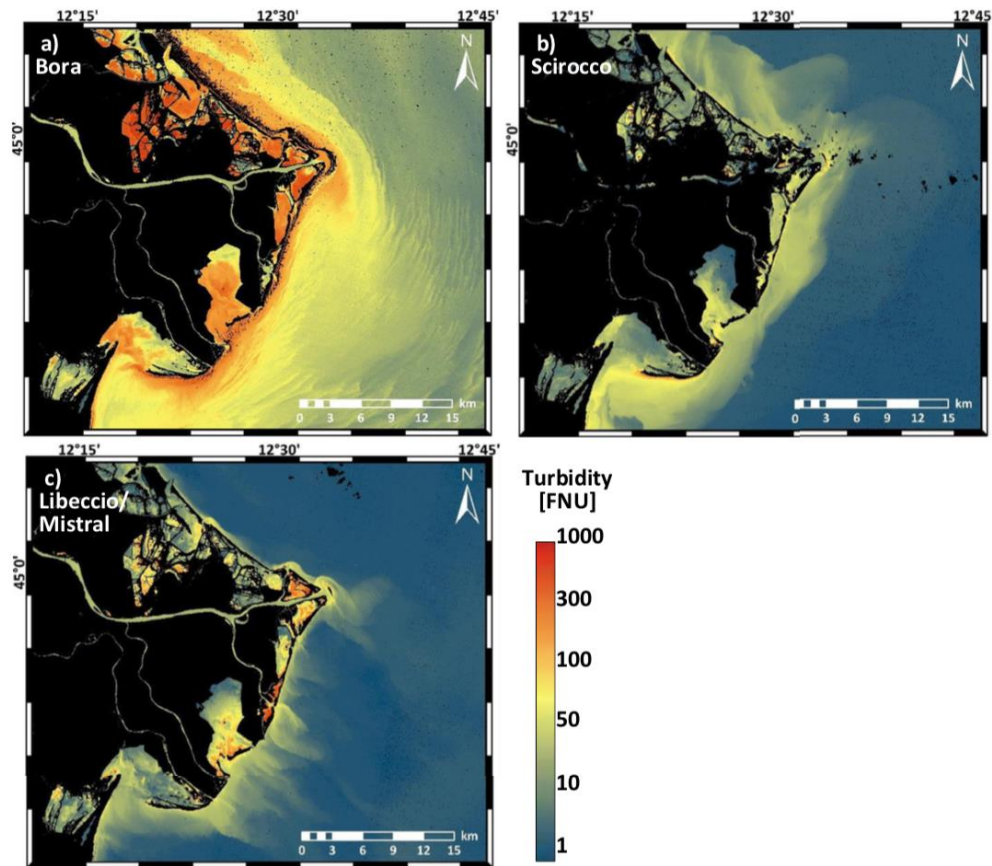 12°15' 12°30' 12°45'
a)
Bora
N
45°0'
km
0 3 6 9 12 15
12°15' 12°30' 12°45'
b)
Scirocco
N
45°0'
km
0 3 6 9 12 15
12°15' 12°30' 12°45'
c)
Libeccio/
Mistral
N
45°0'
km
0 3 6 9 12 15
Turbidity
[FNU]
1000
300
100
50
10
1